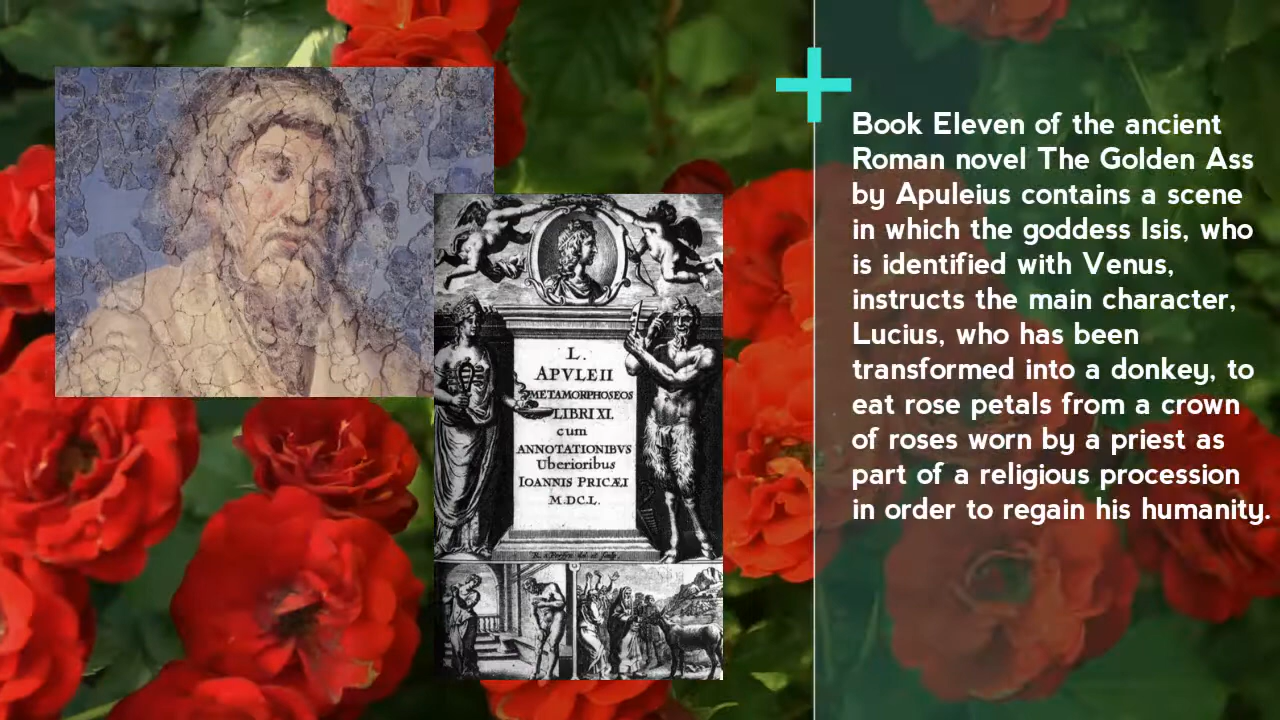 L.
APVLEII
METAMORPHOSEOS
LIBRI XI.
cum
ANNOTATIONIBVS
Uberioribus
IOANNIS PRICÆI
M.DC.L.
Book Eleven of the ancient
Roman novel The Golden Ass
by Apuleius contains a scene
in which the goddess Isis, who
is identified with Venus,
instructs the main character,
Lucius, who has been
transformed into a donkey, to
eat rose petals from a crown
of roses worn by a priest as
part of a religious procession
in order to regain his humanity.